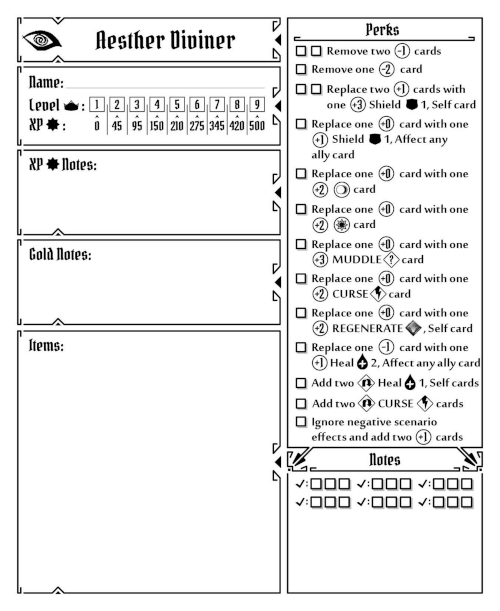 Aesther Diviner
Name:
Level : 1 2 3 4 5 6 7 8 9
XP : 0 45 95 150 210 275 345 420 500
XP Notes:
Gold Notes:
Items:
Perks
Remove two -1 cards
Remove one -2 card
Replace two +1 cards with
one +3 Shield 1, Self card
Replace one +0 card with one
+1 Shield 1, Affect any
ally card
Replace one +0 card with one
+2 card
Replace one +0 card with one
+2 card
Replace one +0 card with one
+3 MUDDLE ? card
Replace one +0 card with one
+2 CURSE card
Replace one +0 card with one
+2 REGENERATE , Self card
Replace one -1 card with one
+1 Heal 2, Affect any ally card
Add two Heal 1, Self cards
Add two CURSE cards
Ignore negative scenario
effects and add two +1 cards
Notes
✓: ✓: ✓:
✓: ✓: ✓: